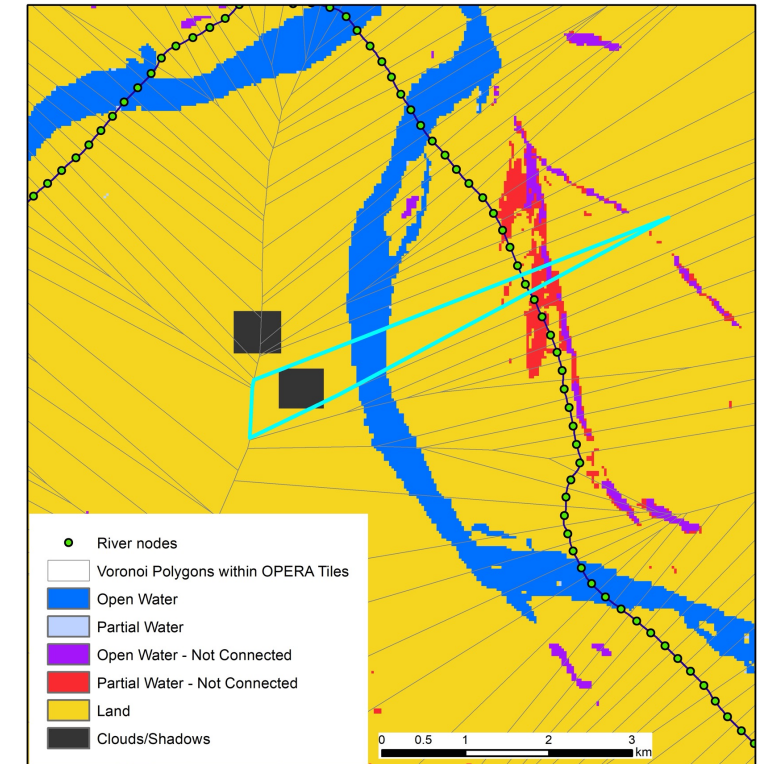 River nodes
Voronoi Polygons within OPERA Tiles
Open Water
Partial Water
Open Water - Not Connected
Partial Water - Not Connected
Land
Clouds/Shadows
0 0.5 1 2 3
km